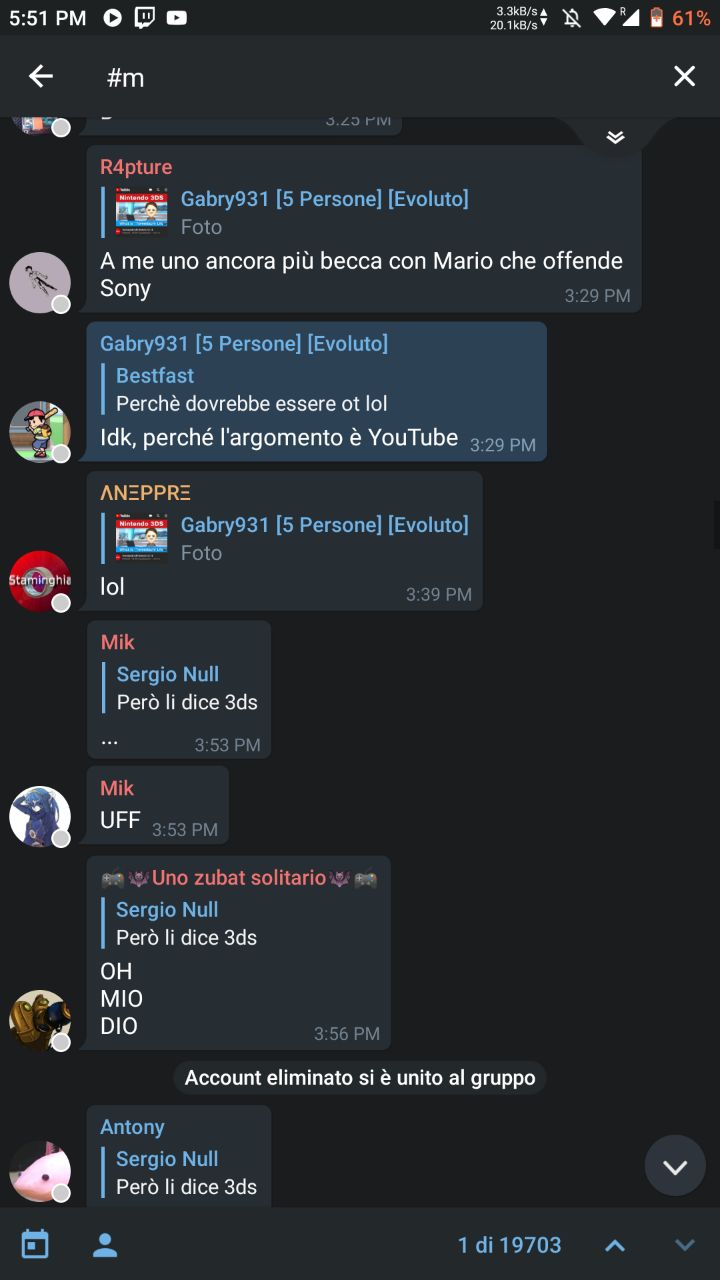 5:51 PM
3.3kB/s
20.1kB/s
R
61%
#m
3:25 PM
R4pture
Nintendo 3DS
Gabry931 [5 Persone] [Evoluto]
Foto
A me uno ancora più becca con Mario che offende
Sony
3:29 PM
Gabry931 [5 Persone] [Evoluto]
Bestfast
Perchè dovrebbe essere ot lol
Idk, perché l'argomento è YouTube
3:29 PM
ΛNΞPPRΞ
Nintendo 3DS
Gabry931 [5 Persone] [Evoluto]
Foto
Staminghia
lol
3:39 PM
Mik
Sergio Null
Però li dice 3ds
...
3:53 PM
Mik
UFF
3:53 PM
🎮🦇Uno zubat solitario🦇🎮
Sergio Null
Però li dice 3ds
OH
MIO
DIO
3:56 PM
Account eliminato si è unito al gruppo
Antony
Sergio Null
Però li dice 3ds
1 di 19703